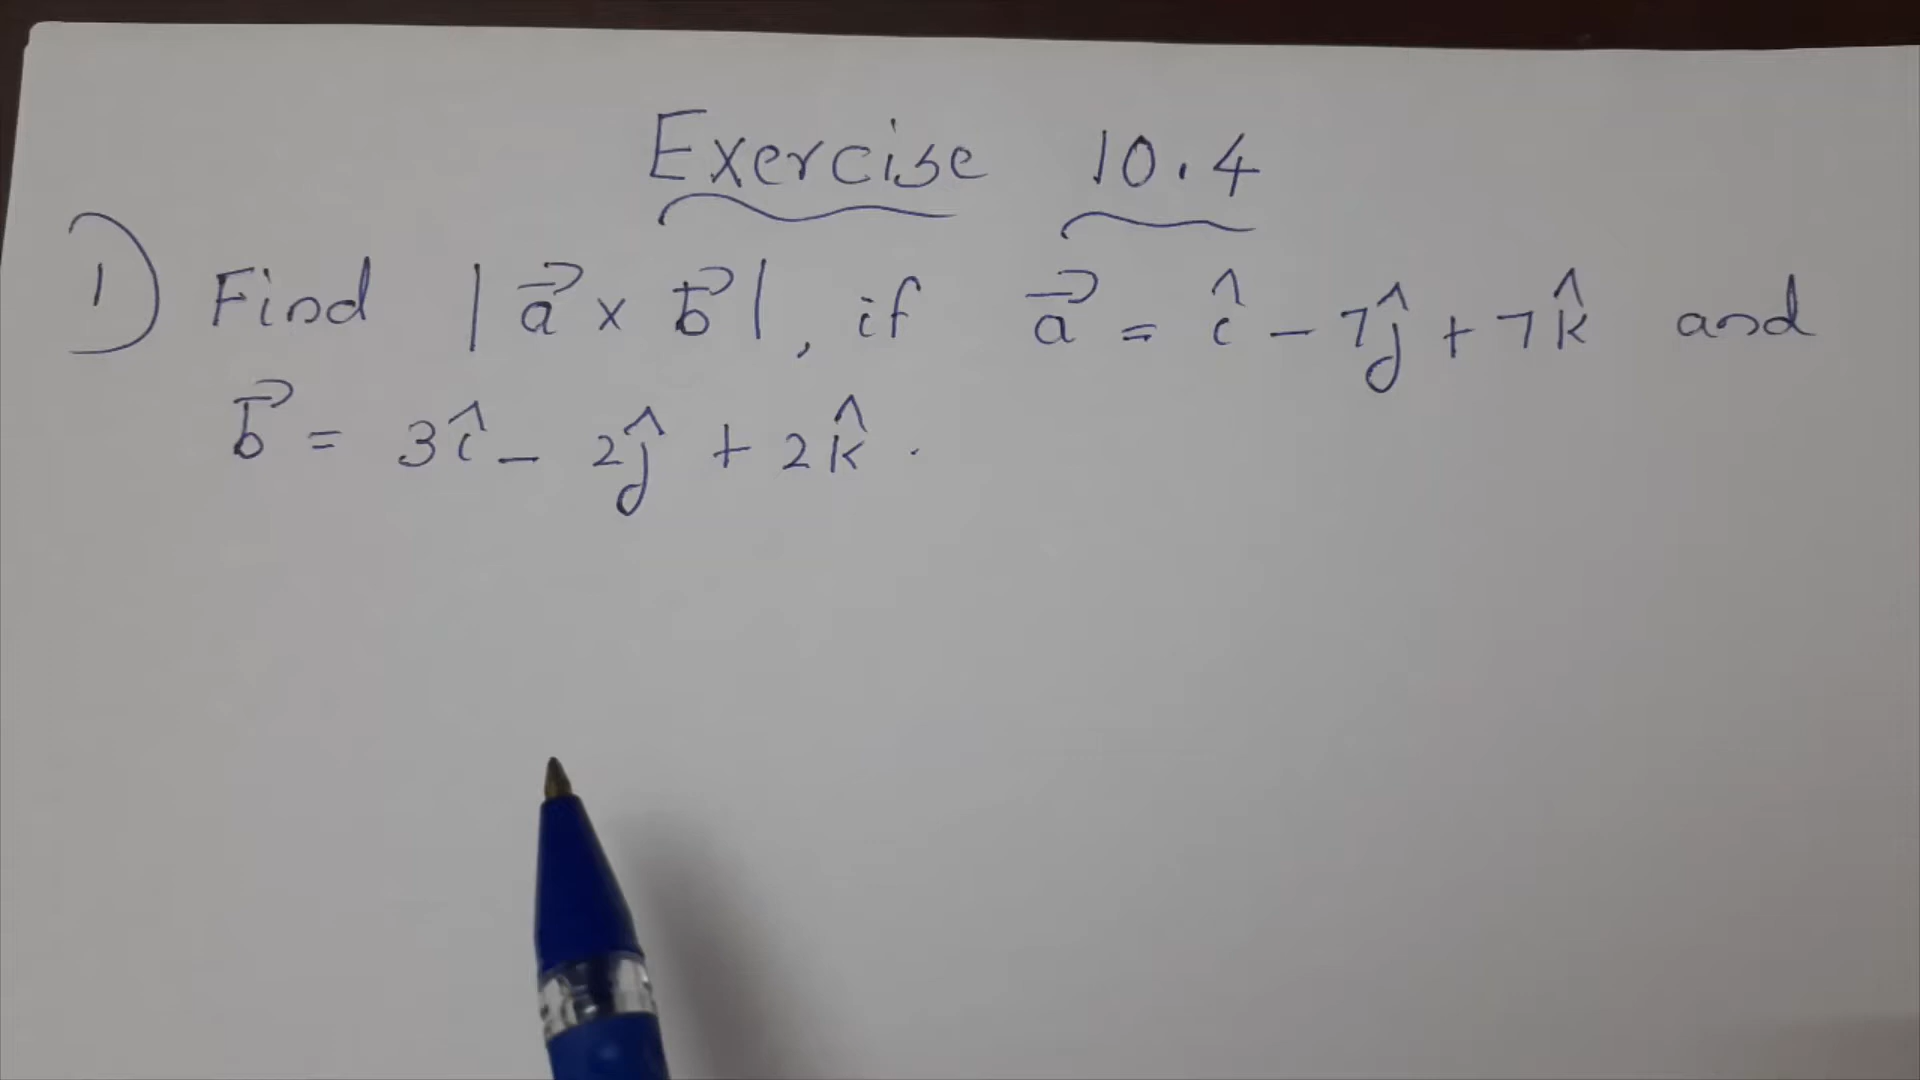 Exercise 10.4
1) Find |a⃗ × b⃗|, if a⃗ = î - 7ĵ + 7k̂ and
b⃗ = 3î - 2ĵ + 2k̂.